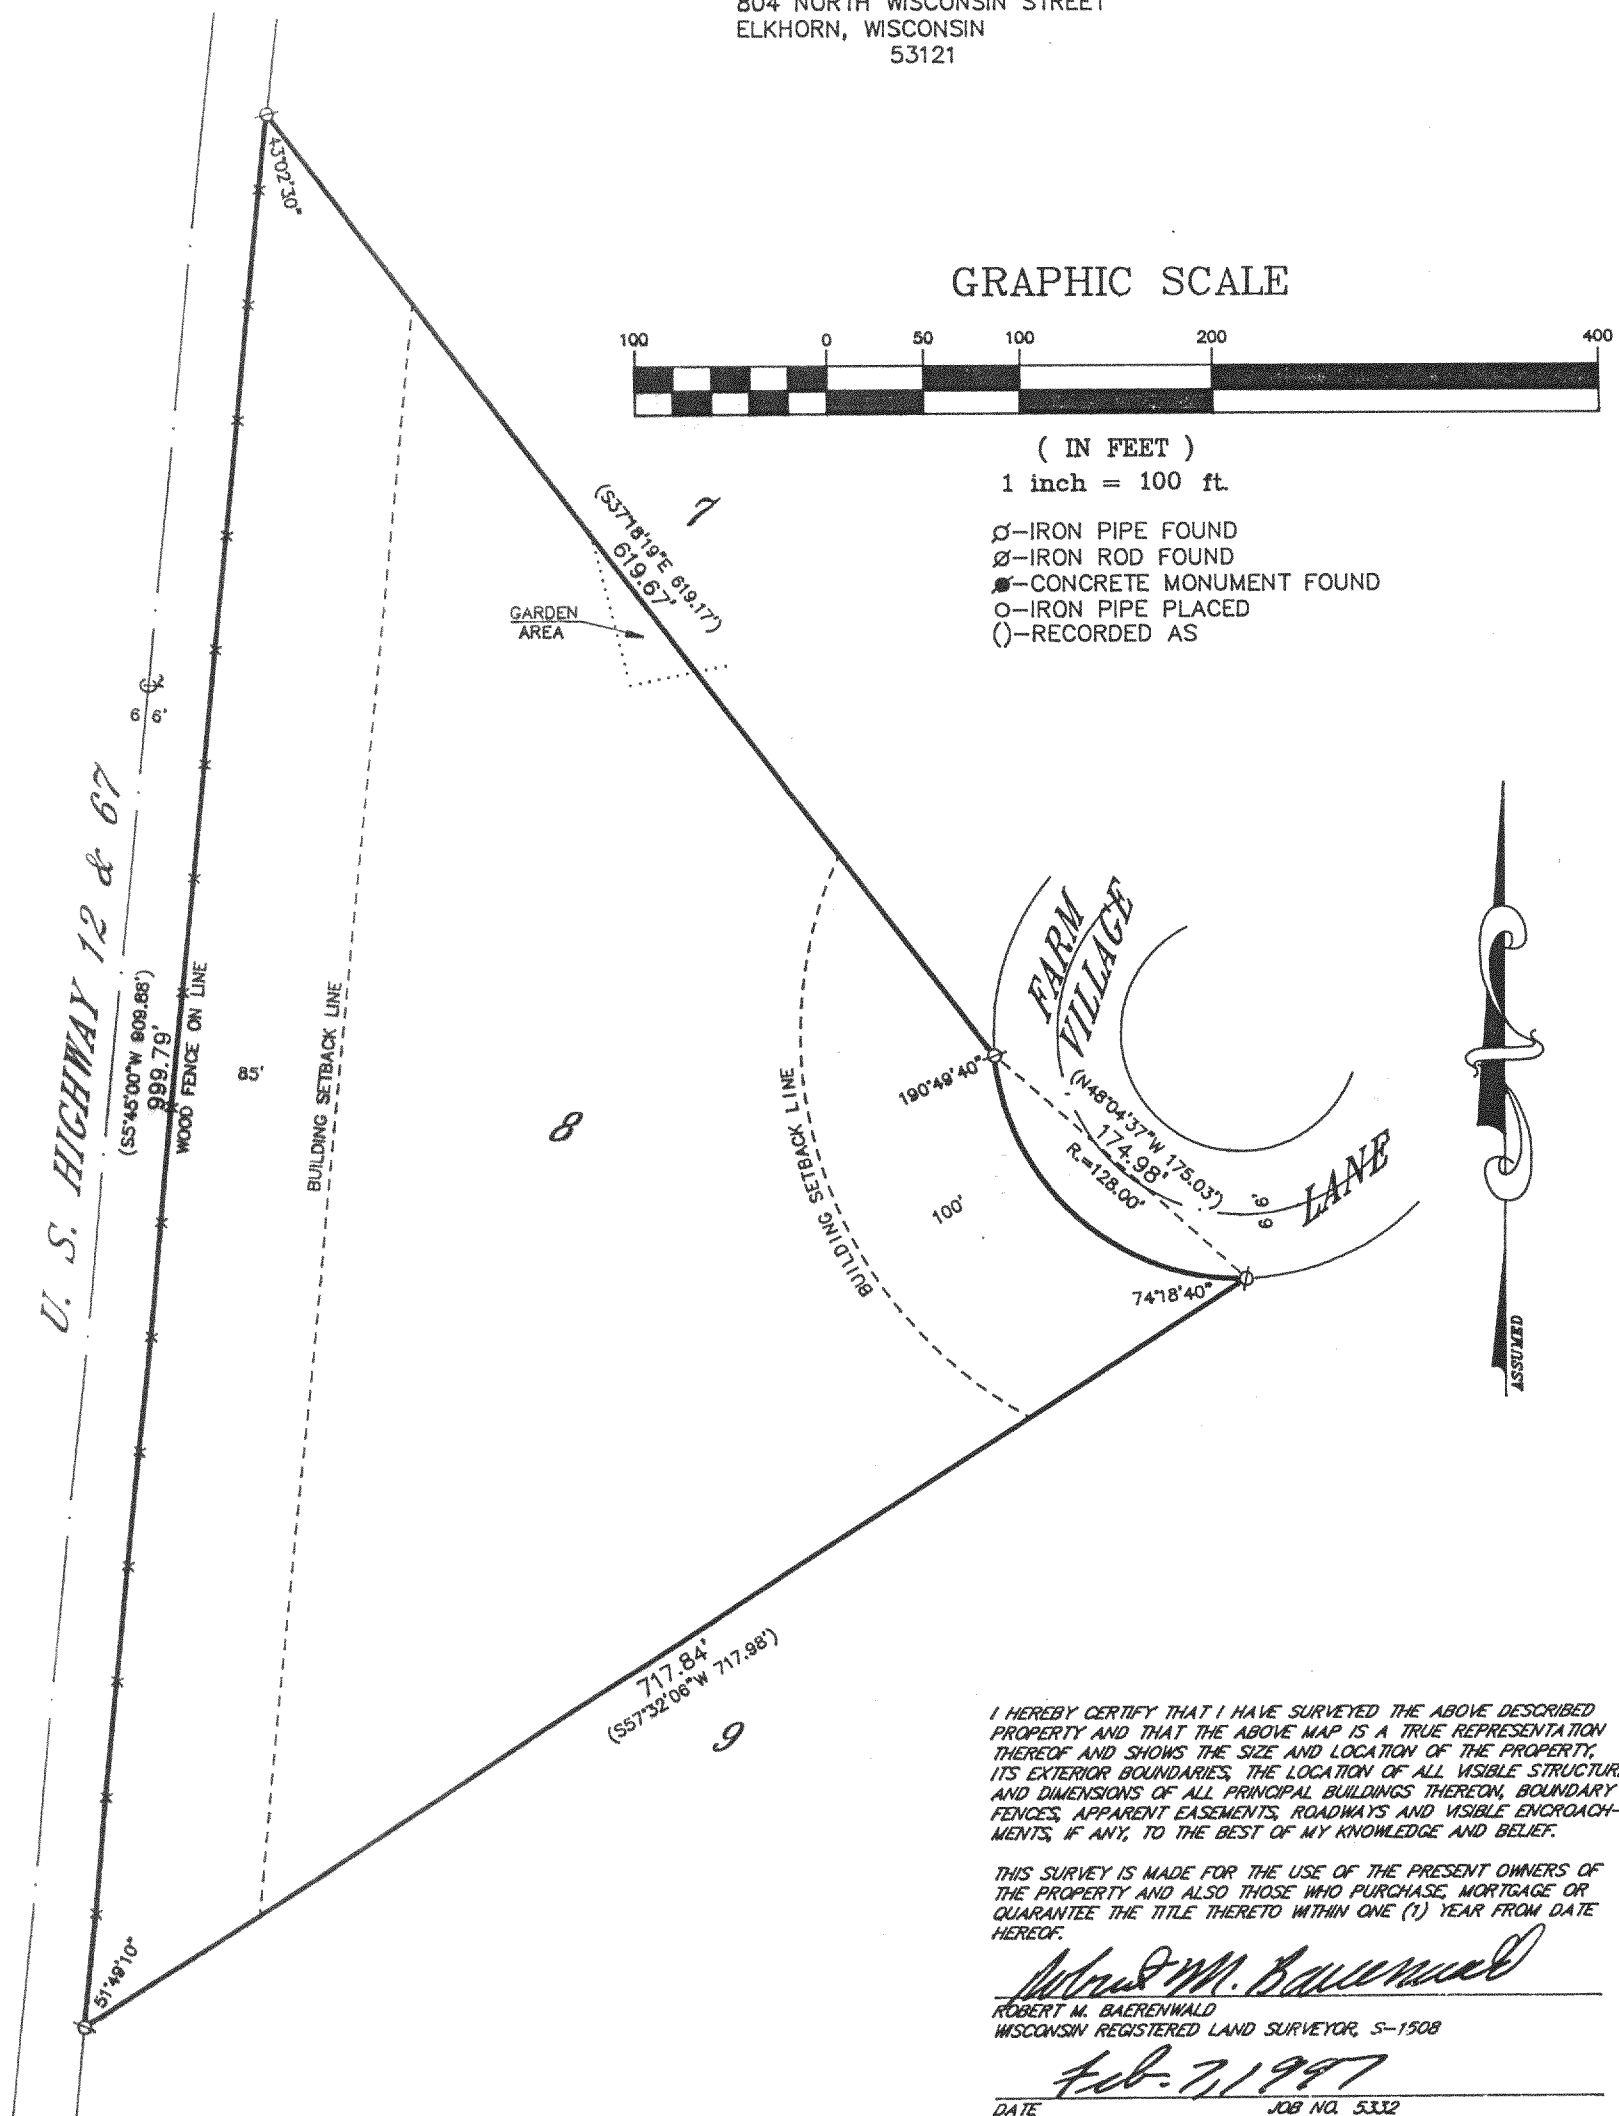 804 NORTH WISCONSIN STREET
ELKHORN, WISCONSIN
53121
43°02'30"
GRAPHIC SCALE
100 0 50 100 200 400
( IN FEET )
1 inch = 100 ft.
-IRON PIPE FOUND
-IRON ROD FOUND
-CONCRETE MONUMENT FOUND
O-IRON PIPE PLACED
()-RECORDED AS
7
(S37°18'19"E 619.17')
619.67'
GARDEN
AREA
6 6'
U. S. HIGHWAY 12 & 67
(S5°45'00"W 909.88')
999.79'
WOOD FENCE ON LINE
85'
BUILDING SETBACK LINE
8
BUILDING SETBACK LINE
100'
FARM
VILLAGE
LANE
190°49'40"
(N48°04'37"W 175.03')
174.98'
R.=128.00'
6 6'
74°18'40"
ASSUMED
717.84'
(S57°32'06"W 717.98')
9
51°49'10"
I HEREBY CERTIFY THAT I HAVE SURVEYED THE ABOVE DESCRIBED
PROPERTY AND THAT THE ABOVE MAP IS A TRUE REPRESENTATION
THEREOF AND SHOWS THE SIZE AND LOCATION OF THE PROPERTY,
ITS EXTERIOR BOUNDARIES, THE LOCATION OF ALL VISIBLE STRUCTUR
AND DIMENSIONS OF ALL PRINCIPAL BUILDINGS THEREON, BOUNDARY
FENCES, APPARENT EASEMENTS, ROADWAYS AND VISIBLE ENCROACH-
MENTS, IF ANY, TO THE BEST OF MY KNOWLEDGE AND BELIEF.
THIS SURVEY IS MADE FOR THE USE OF THE PRESENT OWNERS OF
THE PROPERTY AND ALSO THOSE WHO PURCHASE, MORTGAGE OR
QUARANTEE THE TITLE THERETO WITHIN ONE (1) YEAR FROM DATE
HEREOF.
Robert M. Baerenwald
ROBERT M. BAERENWALD
WISCONSIN REGISTERED LAND SURVEYOR, S-1508
Feb. 7, 1997
DATE JOB NO. 5332